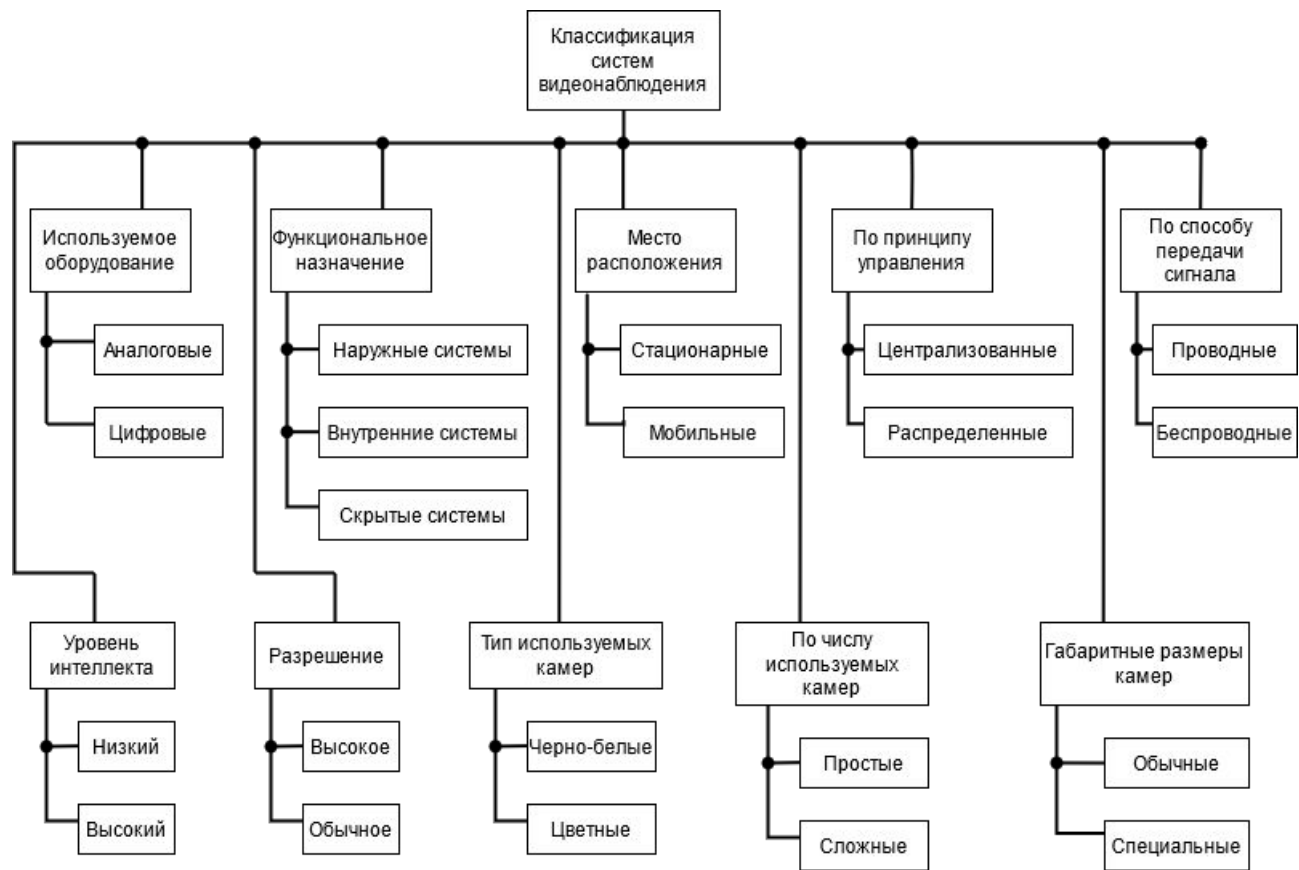 Классификация
систем
видеонаблюдения
Используемое
оборудование
Аналоговые
Цифровые
Функциональное
назначение
Наружные системы
Внутренние системы
Скрытые системы
Место
расположения
Стационарные
Мобильные
По принципу
управления
Централизованные
Распределенные
По способу
передачи
сигнала
Проводные
Беспроводные
Уровень
интеллекта
Низкий
Высокий
Разрешение
Высокое
Обычное
Тип используемых
камер
Черно-белые
Цветные
По числу
используемых
камер
Простые
Сложные
Габаритные размеры
камер
Обычные
Специальные